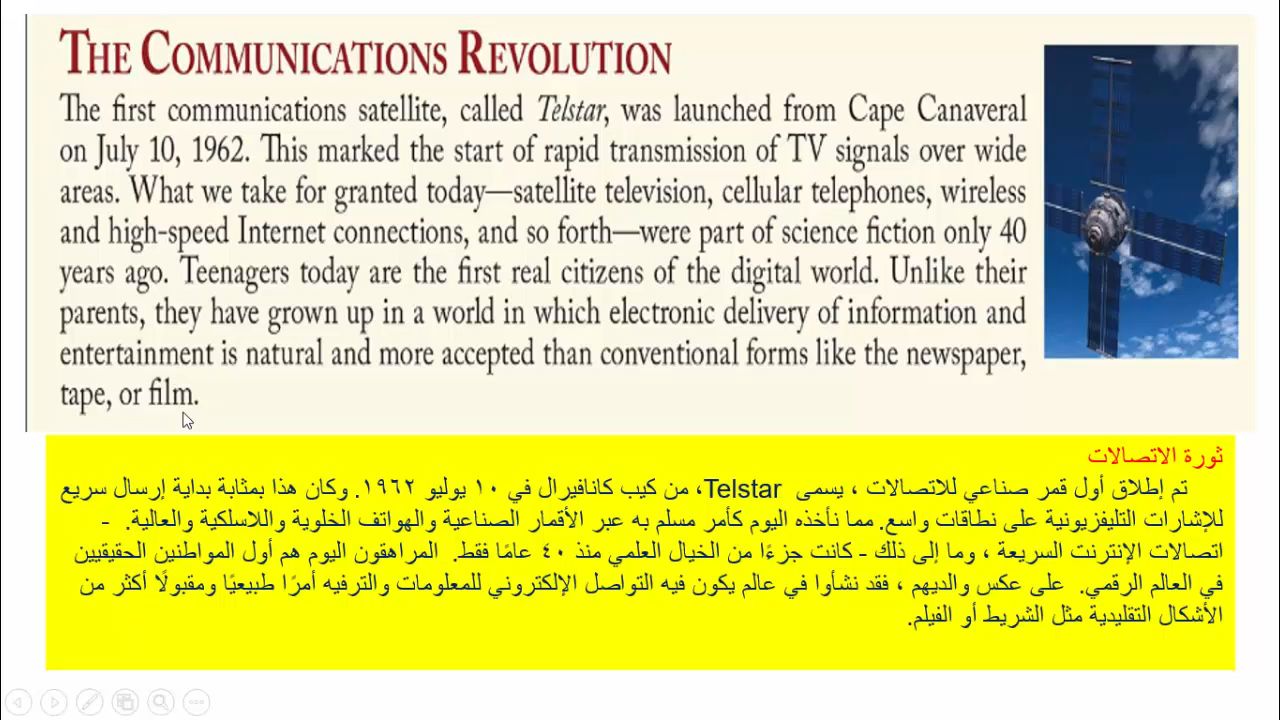 THE COMMUNICATIONS REVOLUTION
The first communications satellite, called Telstar, was launched from Cape Canaveral
on July 10, 1962. This marked the start of rapid transmission of TV signals over wide
areas. What we take for granted today—satellite television, cellular telephones, wireless
and high-speed Internet connections, and so forth—were part of science fiction only 40
years ago. Teenagers today are the first real citizens of the digital world. Unlike their
parents, they have grown up in a world in which electronic delivery of information and
entertainment is natural and more accepted than conventional forms like the newspaper,
tape, or film.
ثورة الاتصالات
تم إطلاق أول قمر صناعي للاتصالات ، يسمى Telstar، من كيب كانافيرال في ١٠ يوليو ١٩٦٢. وكان هذا بمثابة بداية إرسال سريع
للإشارات التليفزيونية على نطاقات واسع. مما نأخذه اليوم كأمر مسلم به عبر الأقمار الصناعية والهواتف الخلوية واللاسلكية والعالية. -
اتصالات الإنترنت السريعة ، وما إلى ذلك - كانت جزءًا من الخيال العلمي منذ ٤٠ عامًا فقط. المراهقون اليوم هم أول المواطنين الحقيقيين
في العالم الرقمي. على عكس والديهم ، فقد نشأوا في عالم يكون فيه التواصل الإلكتروني للمعلومات والترفيه أمرًا طبيعيًا ومقبولًا أكثر من
الأشكال التقليدية مثل الشريط أو الفيلم.